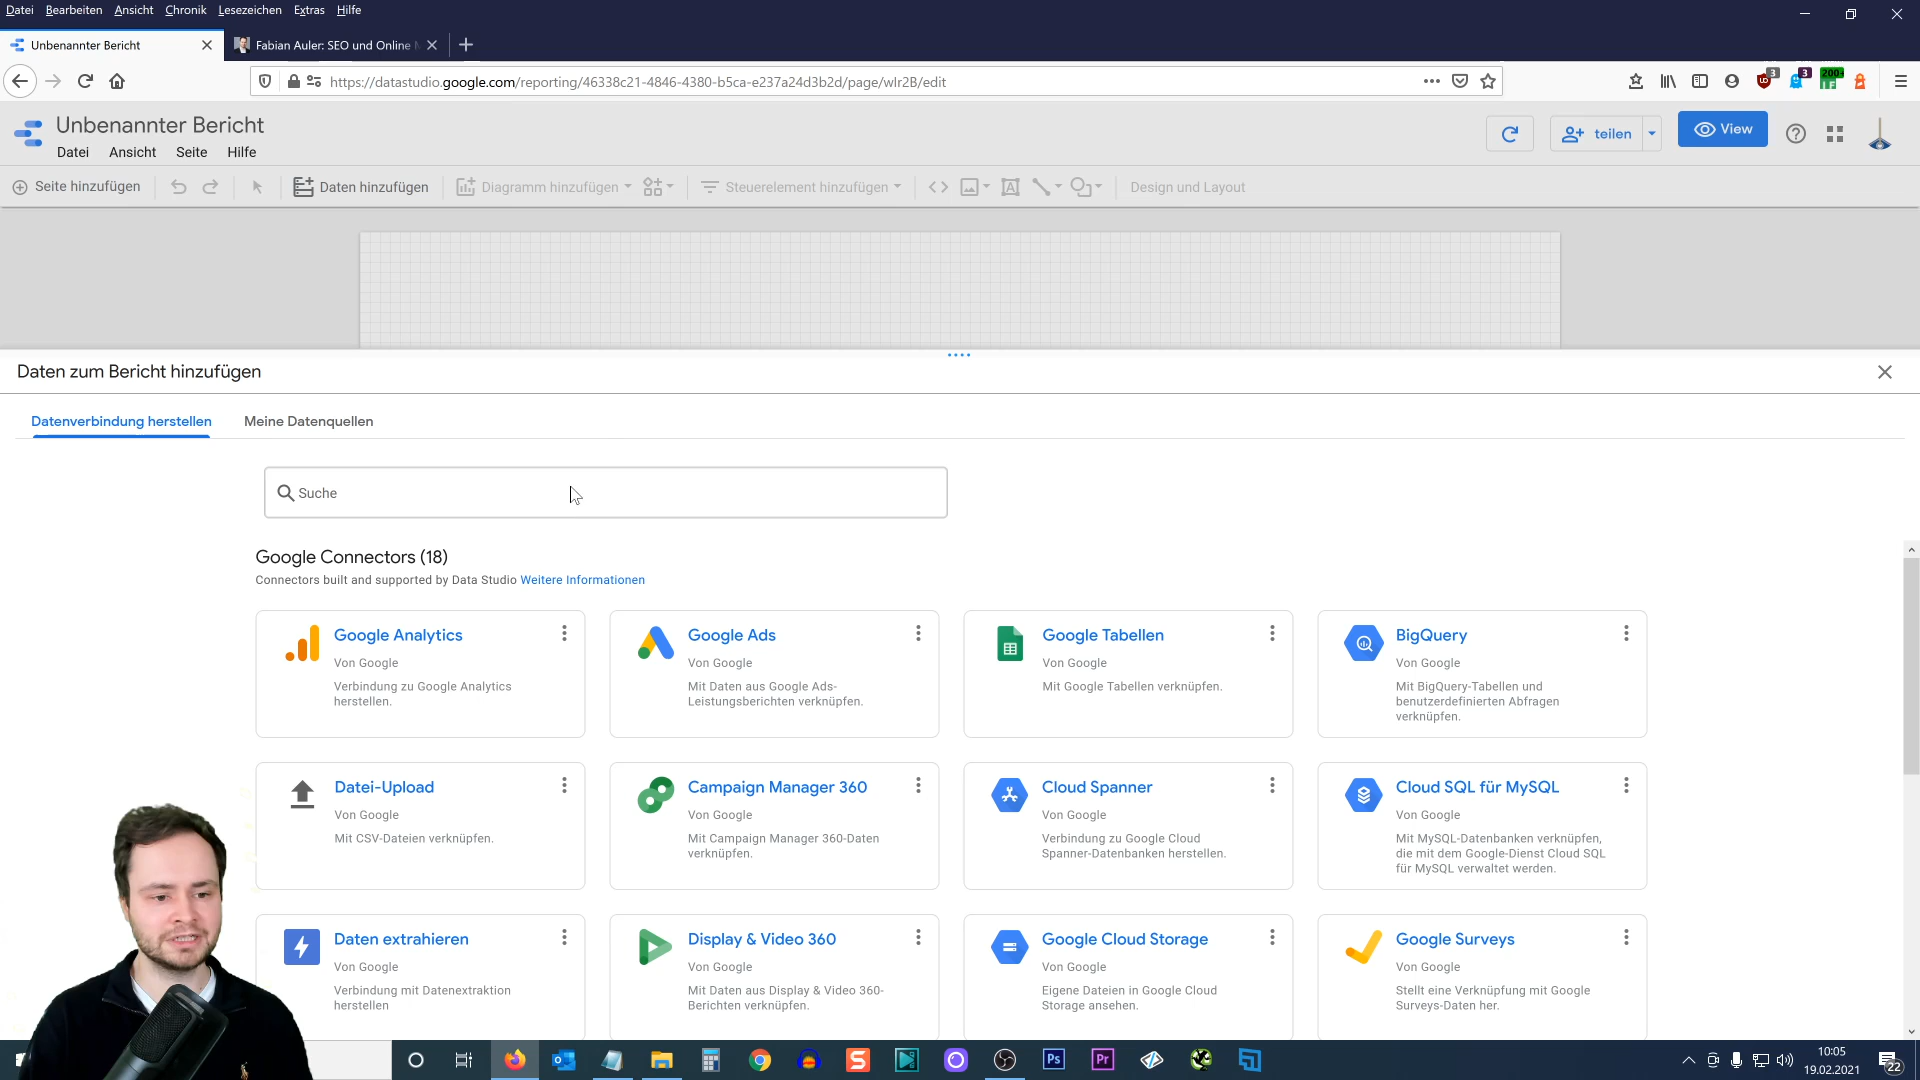 Datei Bearbeiten Ansicht Chronik Lesezeichen Extras Hilfe
Unbenannter Bericht
Fabian Auler: SEO und Online
https://datastudio.google.com/reporting/46338c21-4846-4380-b5ca-e237a24d3b2d/page/wIr2B/edit
3 3 200+
Unbenannter Bericht
Datei Ansicht Seite Hilfe
teilen View
Seite hinzufügen Daten hinzufügen Diagramm hinzufügen Steuerelement hinzufügen Design und Layout
Daten zum Bericht hinzufügen
Datenverbindung herstellen Meine Datenquellen
Suche
Google Connectors (18)
Connectors built and supported by Data Studio Weitere Informationen
Google Analytics
Von Google
Verbindung zu Google Analytics
herstellen.
Google Ads
Von Google
Mit Daten aus Google Ads-
Leistungsberichten verknüpfen.
Google Tabellen
Von Google
Mit Google Tabellen verknüpfen.
BigQuery
Von Google
Mit BigQuery-Tabellen und
benutzerdefinierten Abfragen
verknüpfen.
Datei-Upload
Von Google
Mit CSV-Dateien verknüpfen.
Campaign Manager 360
Von Google
Mit Campaign Manager 360-Daten
verknüpfen.
Cloud Spanner
Von Google
Verbindung zu Google Cloud
Spanner-Datenbanken herstellen.
Cloud SQL für MySQL
Von Google
Mit MySQL-Datenbanken verknüpfen,
die mit dem Google-Dienst Cloud SQL
für MySQL verwaltet werden.
Daten extrahieren
Von Google
Verbindung mit Datenextraktion
herstellen
Display & Video 360
Von Google
Mit Daten aus Display & Video 360-
Berichten verknüpfen.
Google Cloud Storage
Von Google
Eigene Dateien in Google Cloud
Storage ansehen.
Google Surveys
Von Google
Stellt eine Verknüpfung mit Google
Surveys-Daten her.
Ps Pr
10:05
19.02.2021
22